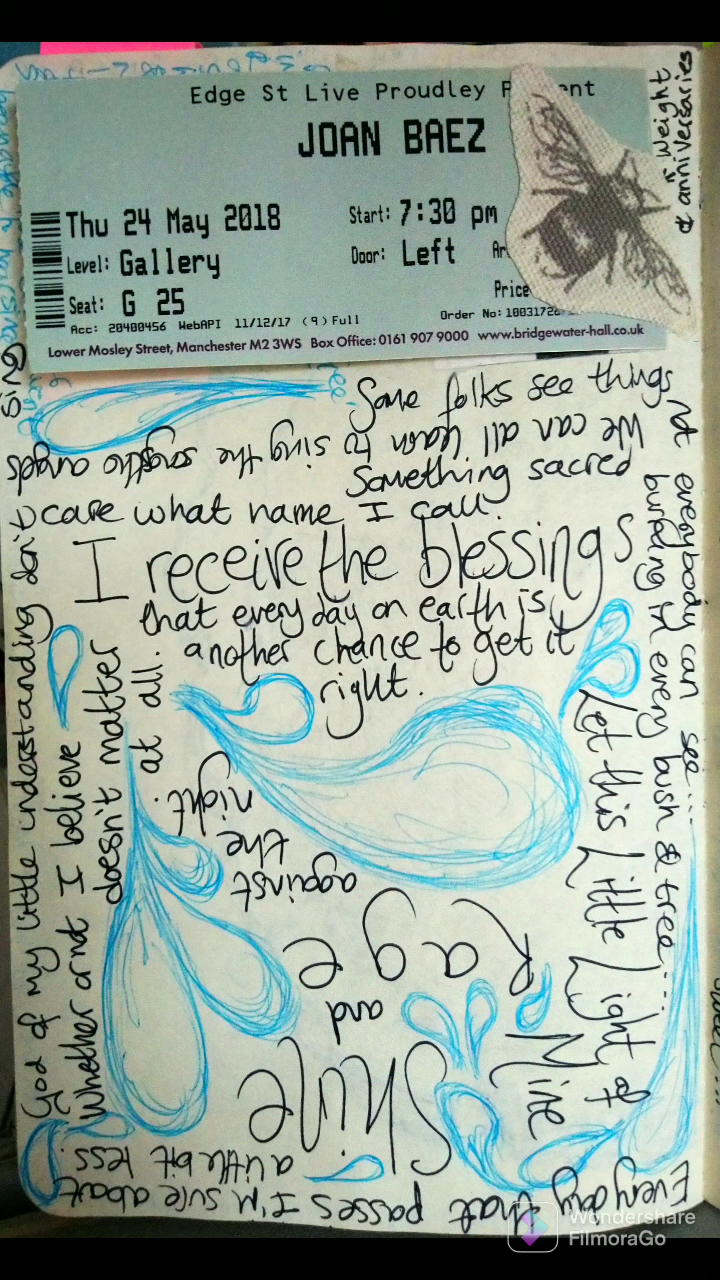 Edge St Live Proudley P ent
JOAN BAEZ
Thu 24 May 2018
Start: 7:30 pm
Level: Gallery
Door: Left
Seat: G 25
Price
Acc: 20400456 WebAPI 11/12/17 (9) Full
Order No:
Lower Mosley Street, Manchester M2 3WS Box Office: 0161 907 9000 www.bridgewater-hall.co.uk
Weight
& anniversaries
Some folks see things
not everybody can see...
burning in every bush & tree...
We can all learn to sing the songs the angels
sing
Something sacred
God of my little understanding don't
care what name I call
Whether or not I believe
doesn't matter
at all.
I receive the blessings
that every day on earth is
another chance to get it
right.
Let this Little Light of
Mine
Shine
and
Rage
against
the
night.
Everyday that passes I'm sure about
a little bit less.
Wondershare
FilmoraGo